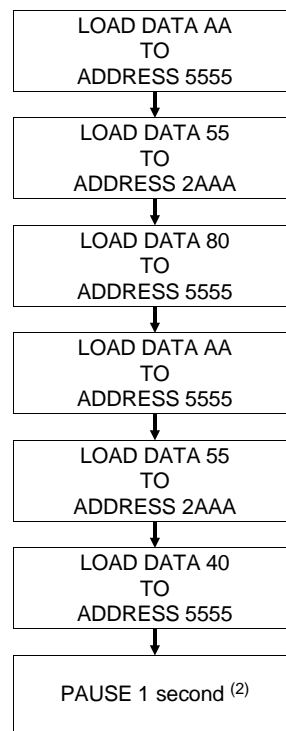 LOAD DATA AA
TO
ADDRESS 5555
LOAD DATA 55
TO
ADDRESS 2AAA
LOAD DATA 80
TO
ADDRESS 5555
LOAD DATA AA
TO
ADDRESS 5555
LOAD DATA 55
TO
ADDRESS 2AAA
LOAD DATA 40
TO
ADDRESS 5555
PAUSE 1 second (2)